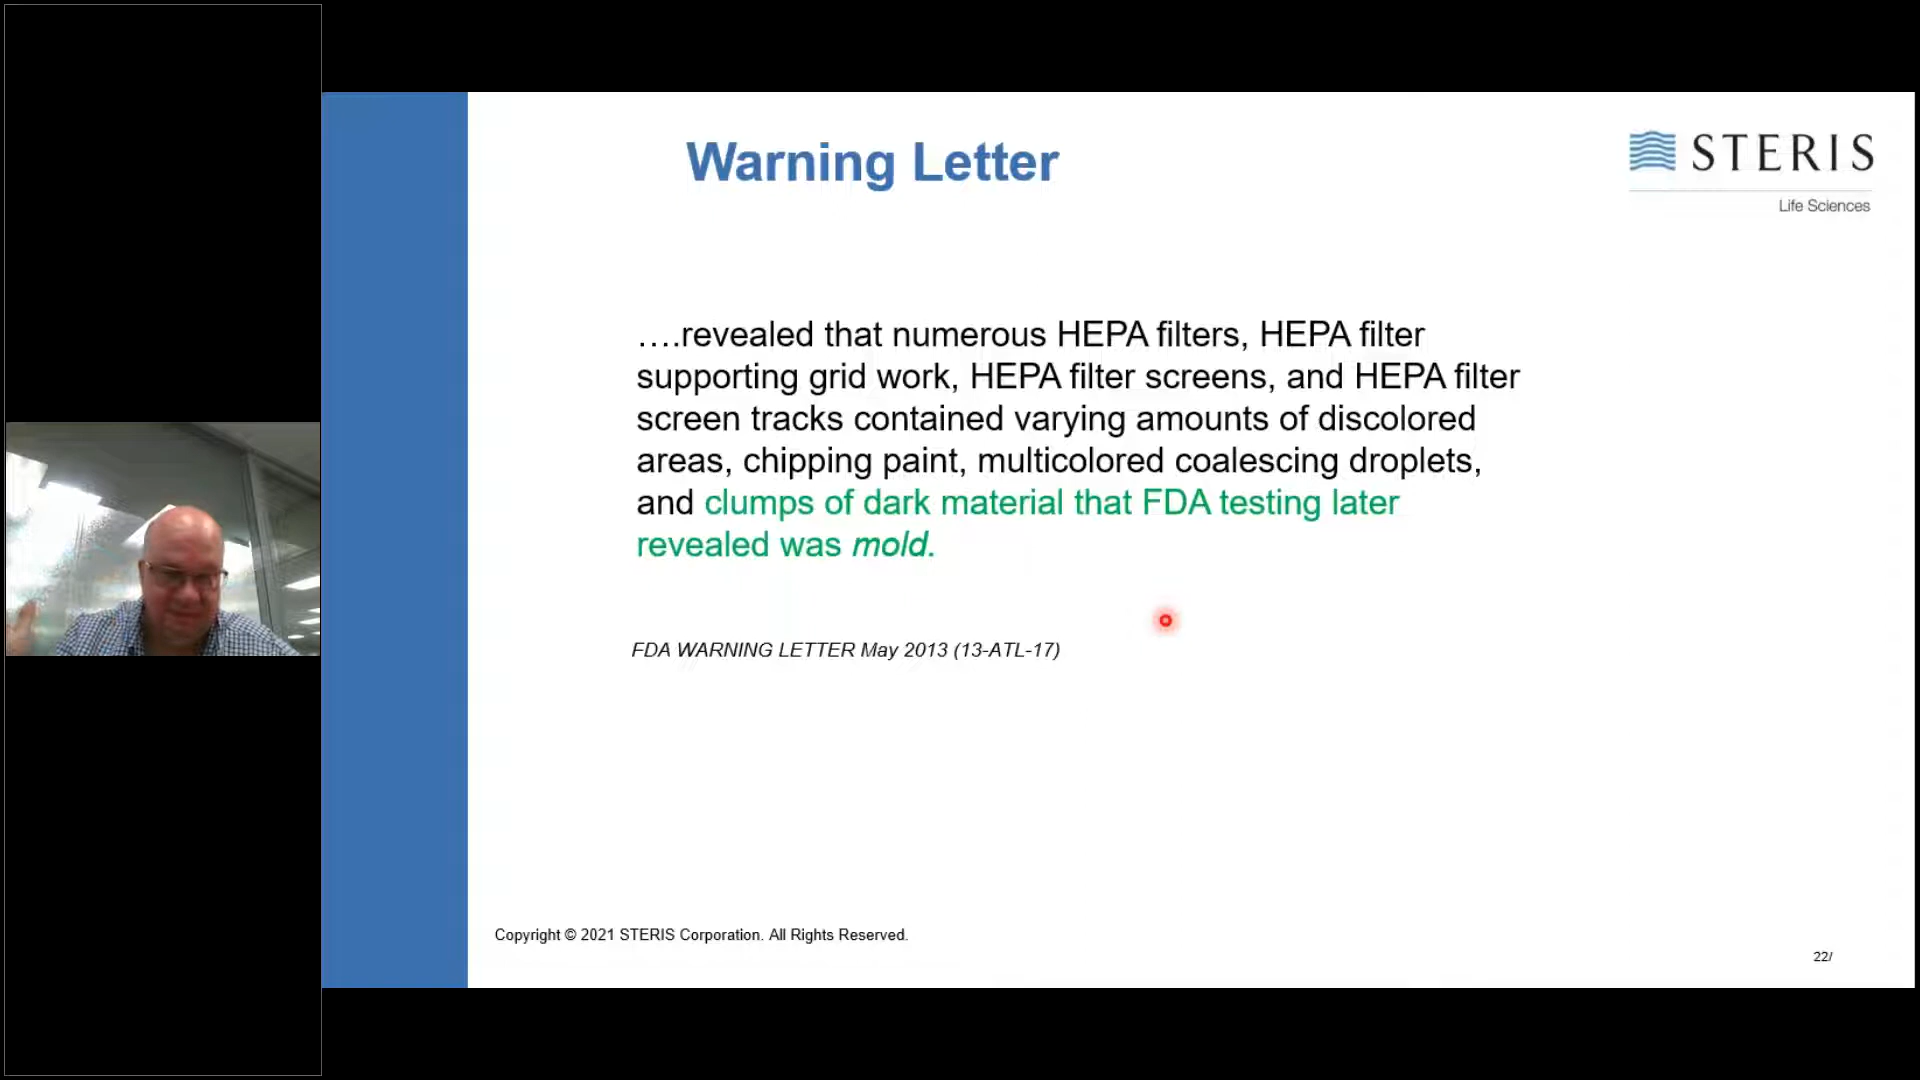 Warning Letter
STERIS
Life Sciences
….revealed that numerous HEPA filters, HEPA filter
supporting grid work, HEPA filter screens, and HEPA filter
screen tracks contained varying amounts of discolored
areas, chipping paint, multicolored coalescing droplets,
and clumps of dark material that FDA testing later
revealed was mold.
FDA WARNING LETTER May 2013 (13-ATL-17)
Copyright © 2021 STERIS Corporation. All Rights Reserved.
22/